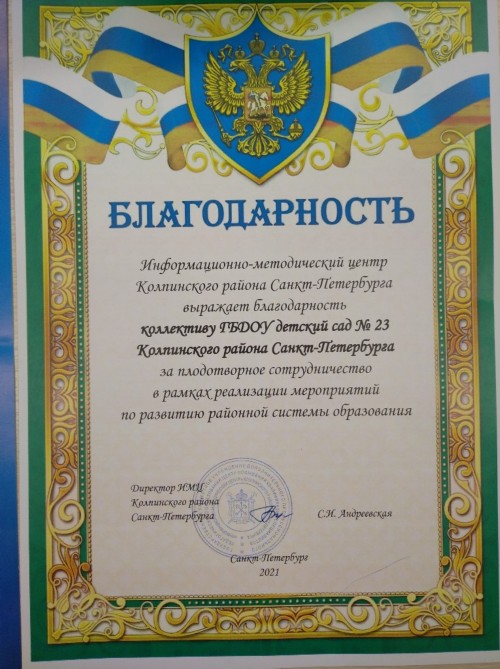 БЛАГОДАРНОСТЬ
Информационно-методический центр
Колпинского района Санкт-Петербурга
выражает благодарность
коллективу ГБДОУ детский сад № 23
Колпинского района Санкт-Петербурга
за плодотворное сотрудничество
в рамках реализации мероприятий
по развитию районной системы образования
Директор ИМЦ
Колпинского района
Санкт-Петербурга
С.Н. Андреевская
Санкт-Петербург
2021